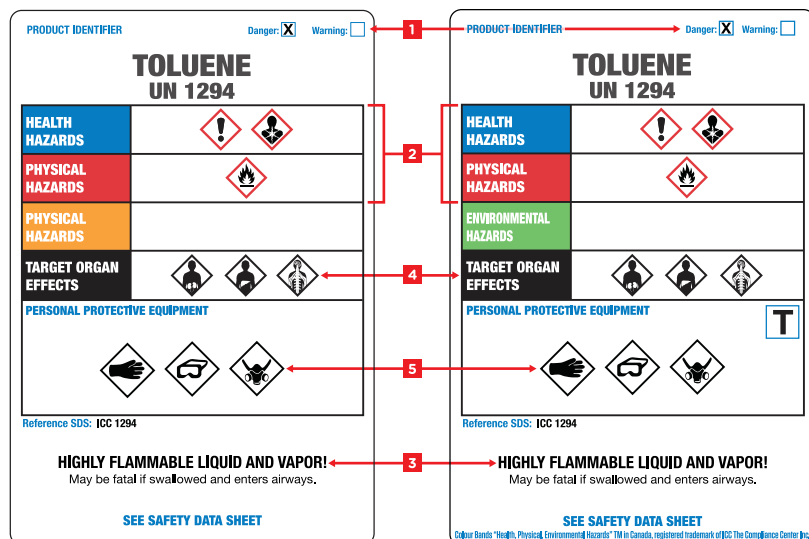 PRODUCT IDENTIFIER
Danger: X Warning:
TOLUENE
UN 1294
HEALTH
HAZARDS
PHYSICAL
HAZARDS
PHYSICAL
HAZARDS
TARGET ORGAN
EFFECTS
PERSONAL PROTECTIVE EQUIPMENT
Reference SDS: ICC 1294
HIGHLY FLAMMABLE LIQUID AND VAPOR!
May be fatal if swallowed and enters airways.
SEE SAFETY DATA SHEET
1
2
4
5
3
PRODUCT IDENTIFIER
Danger: X Warning:
TOLUENE
UN 1294
HEALTH
HAZARDS
PHYSICAL
HAZARDS
ENVIRONMENTAL
HAZARDS
TARGET ORGAN
EFFECTS
PERSONAL PROTECTIVE EQUIPMENT
T
Reference SDS: ICC 1294
HIGHLY FLAMMABLE LIQUID AND VAPOR!
May be fatal if swallowed and enters airways.
SEE SAFETY DATA SHEET
Colour Bands "Health, Physical, Environmental Hazards" TM in Canada, registered trademark of ICC The Compliance Center Inc.